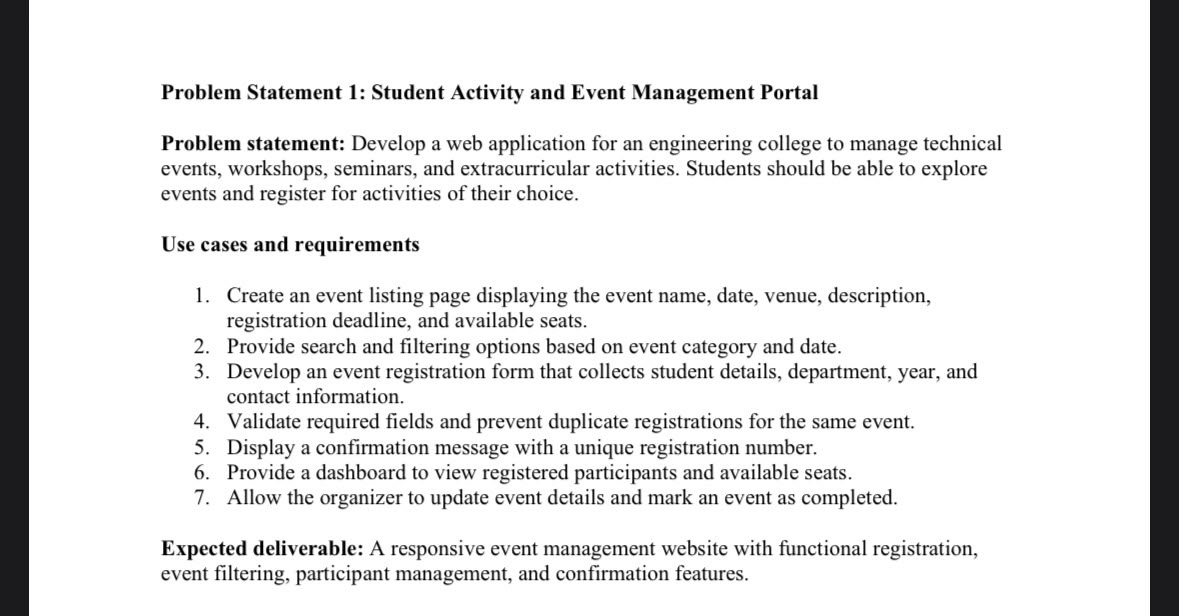 Problem Statement 1: Student Activity and Event Management Portal
Problem statement: Develop a web application for an engineering college to manage technical
events, workshops, seminars, and extracurricular activities. Students should be able to explore
events and register for activities of their choice.
Use cases and requirements
1. Create an event listing page displaying the event name, date, venue, description,
registration deadline, and available seats.
2. Provide search and filtering options based on event category and date.
3. Develop an event registration form that collects student details, department, year, and
contact information.
4. Validate required fields and prevent duplicate registrations for the same event.
5. Display a confirmation message with a unique registration number.
6. Provide a dashboard to view registered participants and available seats.
7. Allow the organizer to update event details and mark an event as completed.
Expected deliverable: A responsive event management website with functional registration,
event filtering, participant management, and confirmation features.